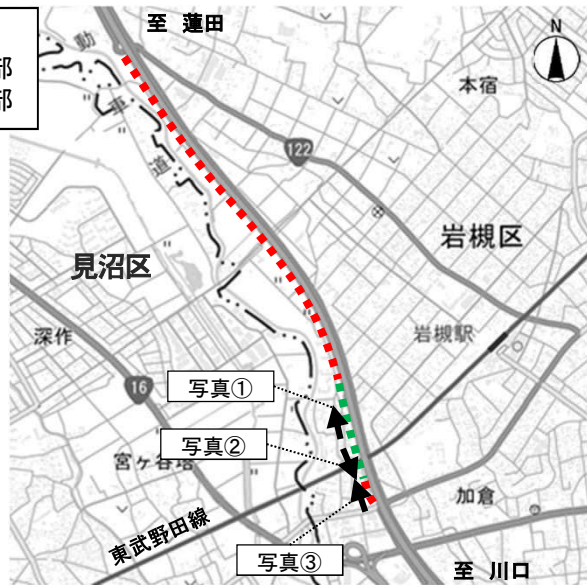 至 蓮田
部
部
N
動
車
道
本宿
122
岩槻区
見沼区
深作
岩槻駅
16
写真①
写真②
宮ヶ谷塔
加倉
東武野田線
写真③
至 川口